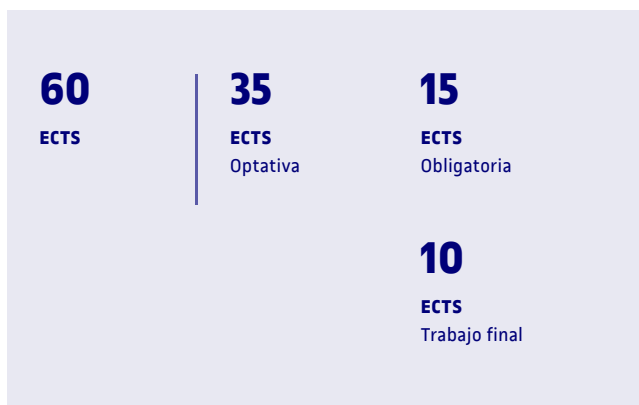 60
ECTS
35
ECTS
Optativa
15
ECTS
Obligatoria
10
ECTS
Trabajo final